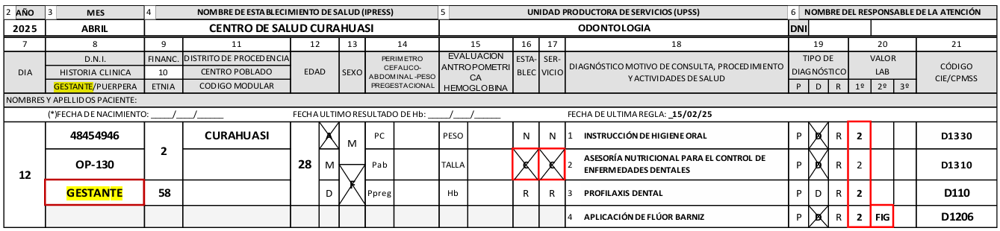 2 AÑO 3 MES 4 NOMBRE DE ESTABLECIMIENTO DE SALUD (IPRESS) 5 UNIDAD PRODUCTORA DE SERVICIOS (UPSS) 6 NOMBRE DEL RESPONSABLE DE LA ATENCIÓN
2025 ABRIL CENTRO DE SALUD CURAHUASI ODONTOLOGIA DNI
7 8 9 11 12 13 14 15 16 17 18 19 20 21
DIA D.N.I. FINANC. DISTRITO DE PROCEDENCIA EDAD SEXO PERIMETRO CEFALICO-ABDOMINAL -PESO PREGESTACIONAL EVALUACION ANTROPOMETRICA HEMOGLOBINA ESTA-BLEC SER-VICIO DIAGNÓSTICO MOTIVO DE CONSULTA, PROCEDIMIENTO Y ACTIVIDADES DE SALUD TIPO DE DIAGNÓSTICO VALOR LAB CÓDIGO CIE/CPMSS
HISTORIA CLINICA 10 CENTRO POBLADO
GESTANTE/PUERPERA ETNIA CODIGO MODULAR P D R 1º 2º 3º
NOMBRES Y APELLIDOS PACIENTE:
(*)FECHA DE NACIMIENTO: _____/____/______ FECHA ULTIMO RESULTADO DE Hb: _____/____/______ FECHA DE ULTIMA REGLA: _15/02/25
12 48454946 2 CURAHUASI 28 A M PC PESO N N 1 INSTRUCCIÓN DE HIGIENE ORAL P D R 2 D1330
OP-130 M F Pab TALLA C C 2 ASESORÍA NUTRICIONAL PARA EL CONTROL DE ENFERMEDADES DENTALES P D R 2 D1310
GESTANTE 58 D Ppreg Hb R R 3 PROFILAXIS DENTAL P D R 2 D110
4 APLICACIÓN DE FLÚOR BARNIZ P D R 2 FIG D1206